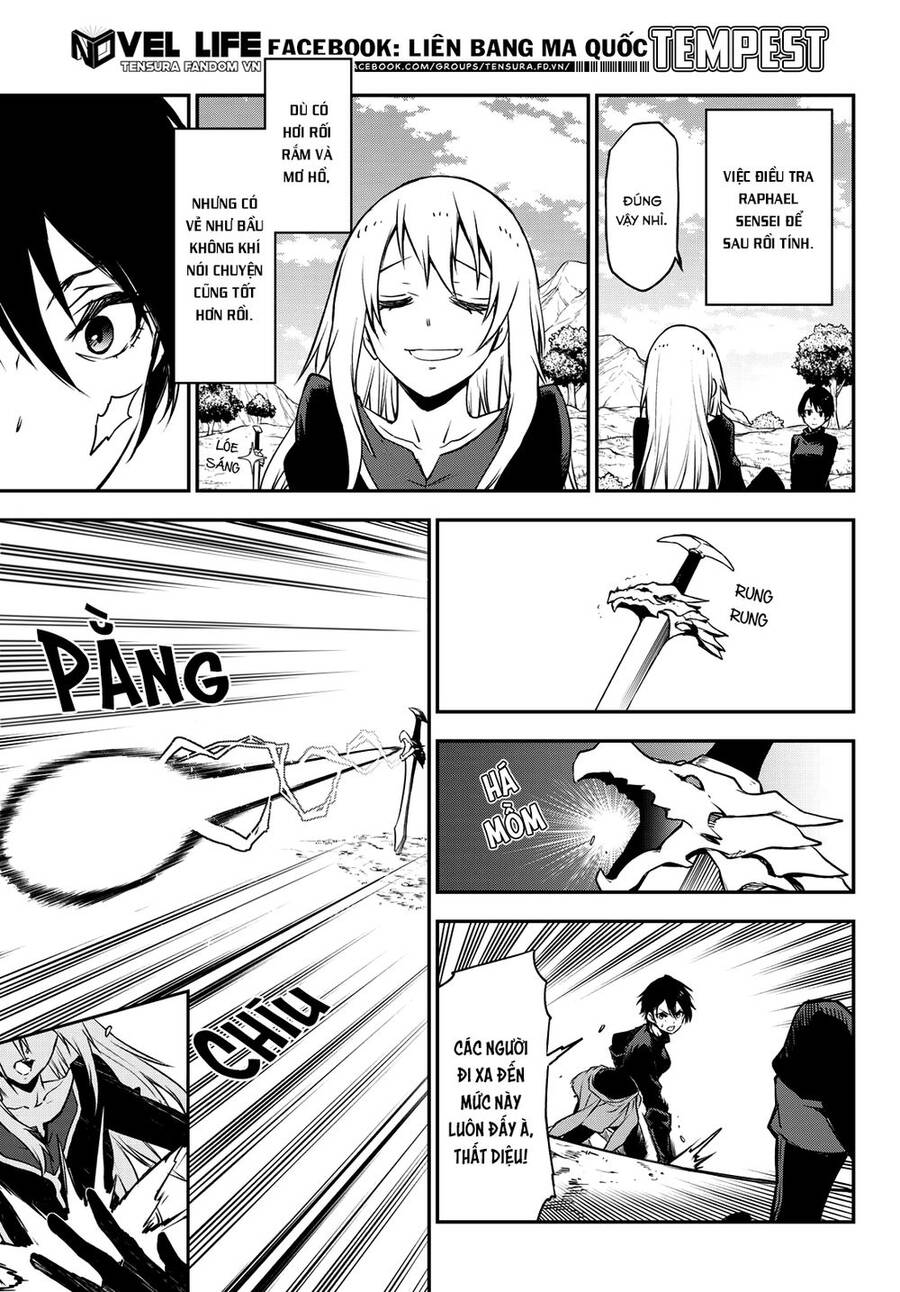 NOVEL LIFE
TENSURA FANDOM VN
FACEBOOK: LIÊN BANG MA QUỐC
FACEBOOK.COM/GROUPS/TENSURA.FD.VN/
TEMPEST
VIỆC ĐIỀU TRA
RAPHAEL
SENSEI ĐỂ
SAU RỒI TÍNH.
ĐÚNG
VẬY NHỈ.
DÙ CÓ
HƠI RỐI
RẮM VÀ
MƠ HỒ,
NHƯNG CÓ
VẺ NHƯ BẦU
KHÔNG KHÍ
NÓI CHUYỆN
CŨNG TỐT
HƠN RỒI.
LÓE
SÁNG
RUNG
RUNG
HÁ
MỒM
CÁC NGƯỜI
ĐI XA ĐẾN
MỨC NÀY
LUÔN ĐẤY À,
THẤT DIỆU!
PẰNG
CHÍU